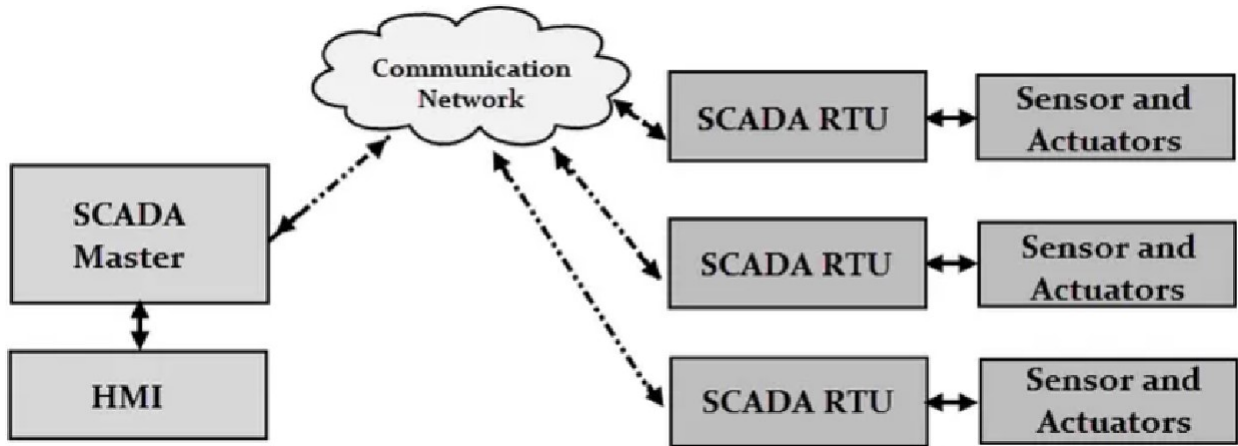 Communication
Network
SCADA RTU
Sensor and
Actuators
SCADA
Master
SCADA RTU
Sensor and
Actuators
HMI
SCADA RTU
Sensor and
Actuators